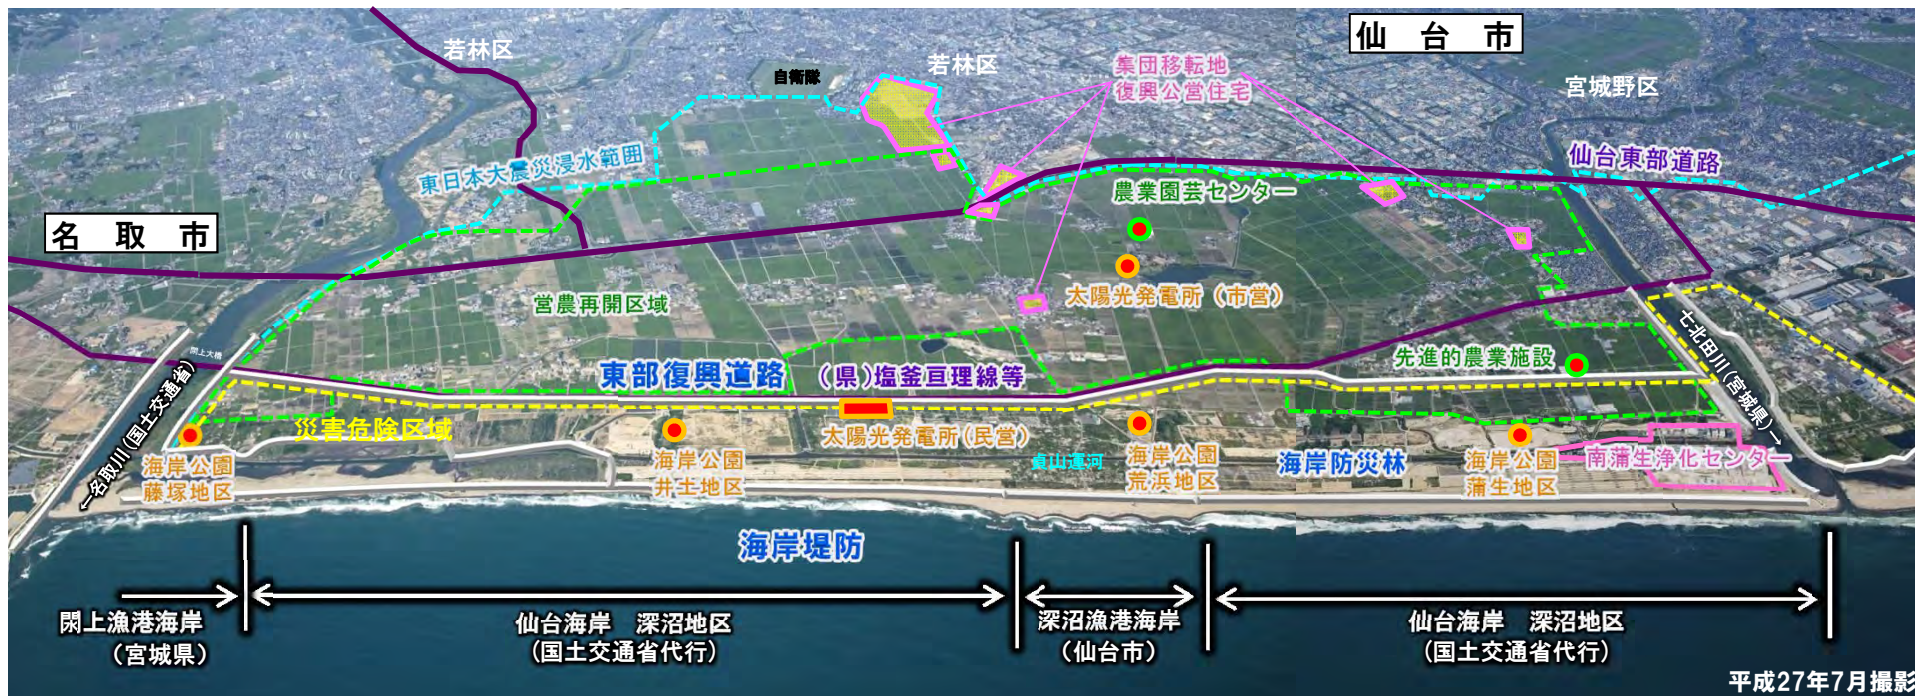 仙台市
若林区
若林区
自衛隊
集団移転地
復興公営住宅
宮城野区
東日本大震災浸水範囲
仙台東部道路
農業園芸センター
名取市
太陽光発電所（市営）
営農再開区域
閖上大橋
東部復興道路
（県）塩釜亘理線等
先進的農業施設
七北田川（宮城県）→
←名取川（国土交通省）
災害危険区域
太陽光発電所（民営）
海岸公園
藤塚地区
海岸公園
井土地区
貞山運河
海岸公園
荒浜地区
海岸防災林
海岸公園
蒲生地区
南蒲生浄化センター
海岸堤防
閖上漁港海岸
（宮城県）
仙台海岸　深沼地区
（国土交通省代行）
深沼漁港海岸
（仙台市）
仙台海岸　深沼地区
（国土交通省代行）
平成27年7月撮影